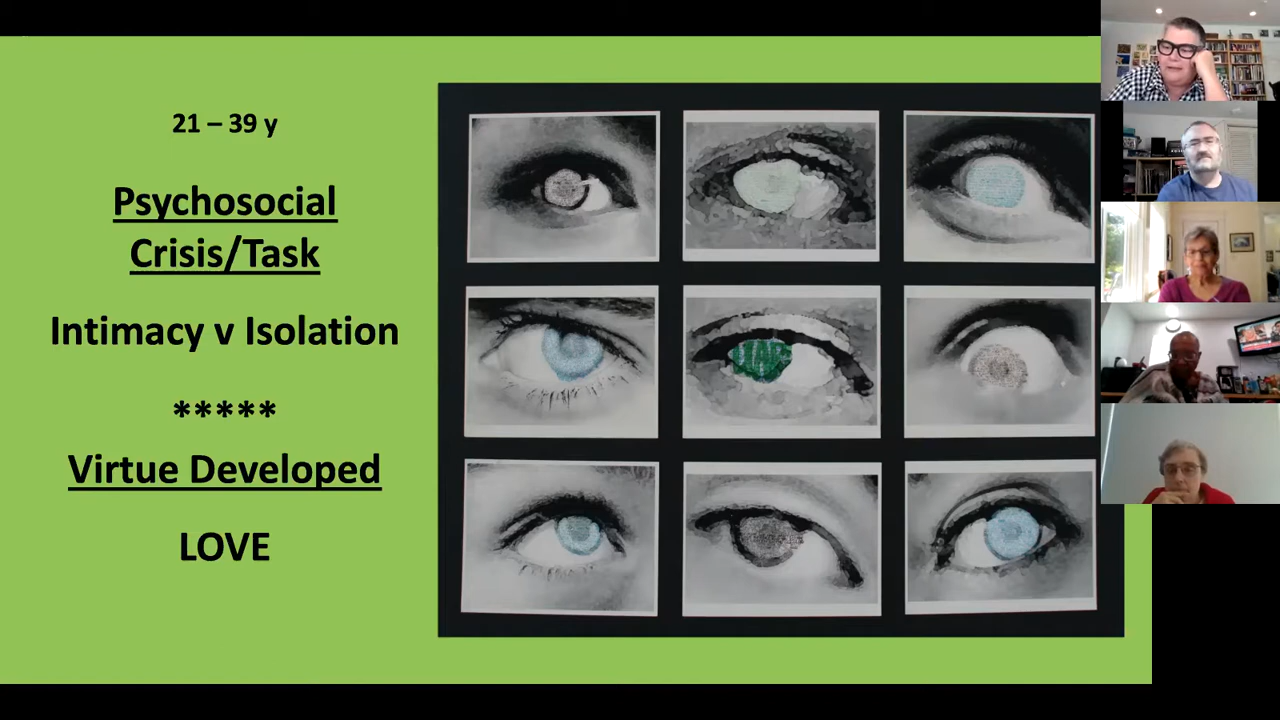 21 – 39 y
Psychosocial
Crisis/Task
Intimacy v Isolation
*****
Virtue Developed
LOVE